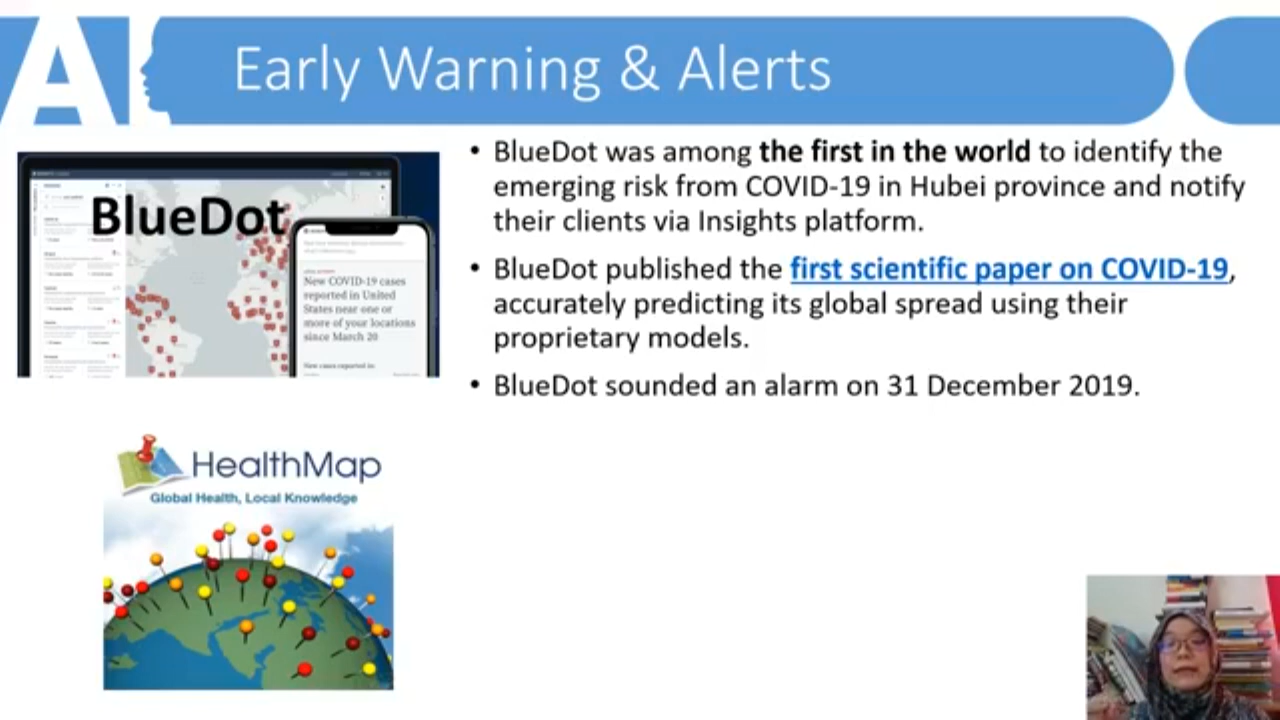 AI
Early Warning & Alerts
BlueDot
New COVID-19 cases
reported in United
States near one or
more of your locations
since March 20
New cases reported in
• BlueDot was among the first in the world to identify the
emerging risk from COVID-19 in Hubei province and notify
their clients via Insights platform.
• BlueDot published the first scientific paper on COVID-19,
accurately predicting its global spread using their
proprietary models.
• BlueDot sounded an alarm on 31 December 2019.
HealthMap
Global Health, Local Knowledge